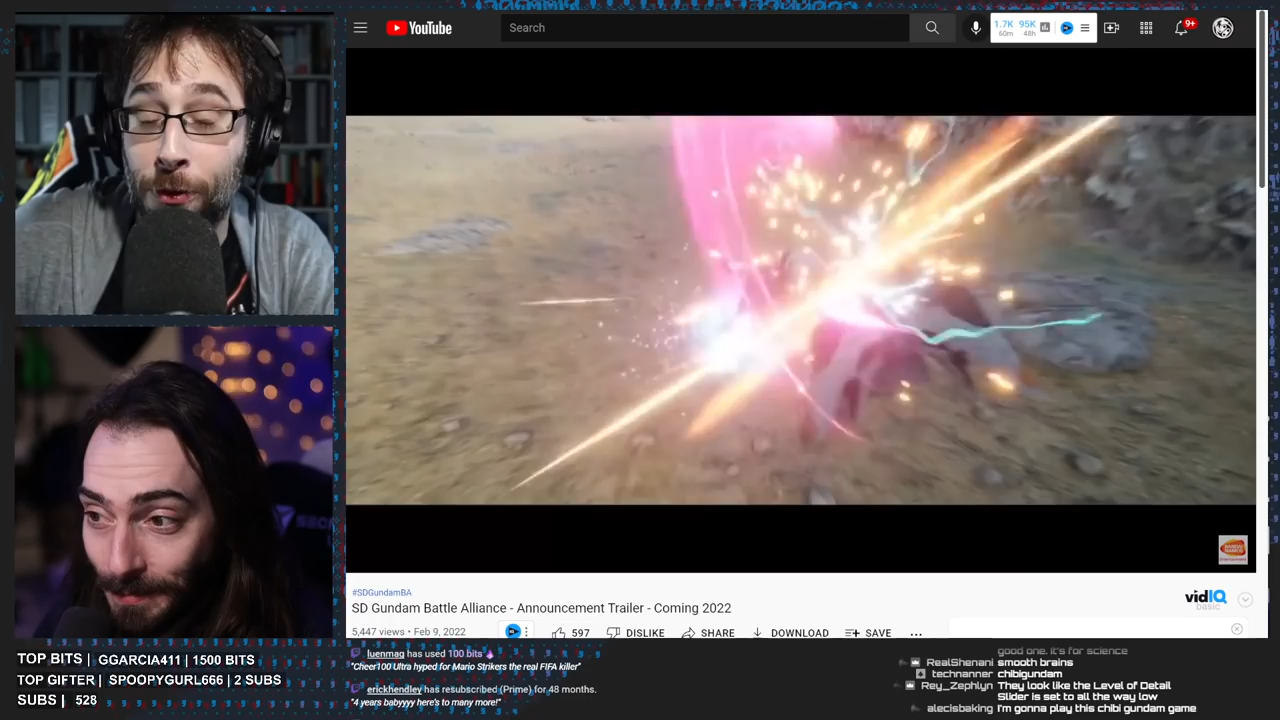 YouTube
Search
1.7K 95K
60m 48h
9+
BANDAI NAMCO
#SDGundamBA
SD Gundam Battle Alliance - Announcement Trailer - Coming 2022
vidIQ
basic
5,447 views • Feb 9, 2022
597 DISLIKE SHARE DOWNLOAD SAVE ...
TOP BITS | GGARCIA411 | 1500 BITS
TOP GIFTER | SPOOPYGURL666 | 2 SUBS
SUBS | 528
luenmag has used 100 bits
"Cheer100 Ultra hyped for Mario Strikers the real FIFA killer"
erickhendley has resubscribed (Prime) for 48 months.
"4 years babyyyy here's to many more!"
good one. it's for science
RealShenani smooth brains
technanner chibigundam
Rey_Zephlyn They look like the Level of Detail
Slider is set to all the way low
alecisbaking I'm gonna play this chibi gundam game